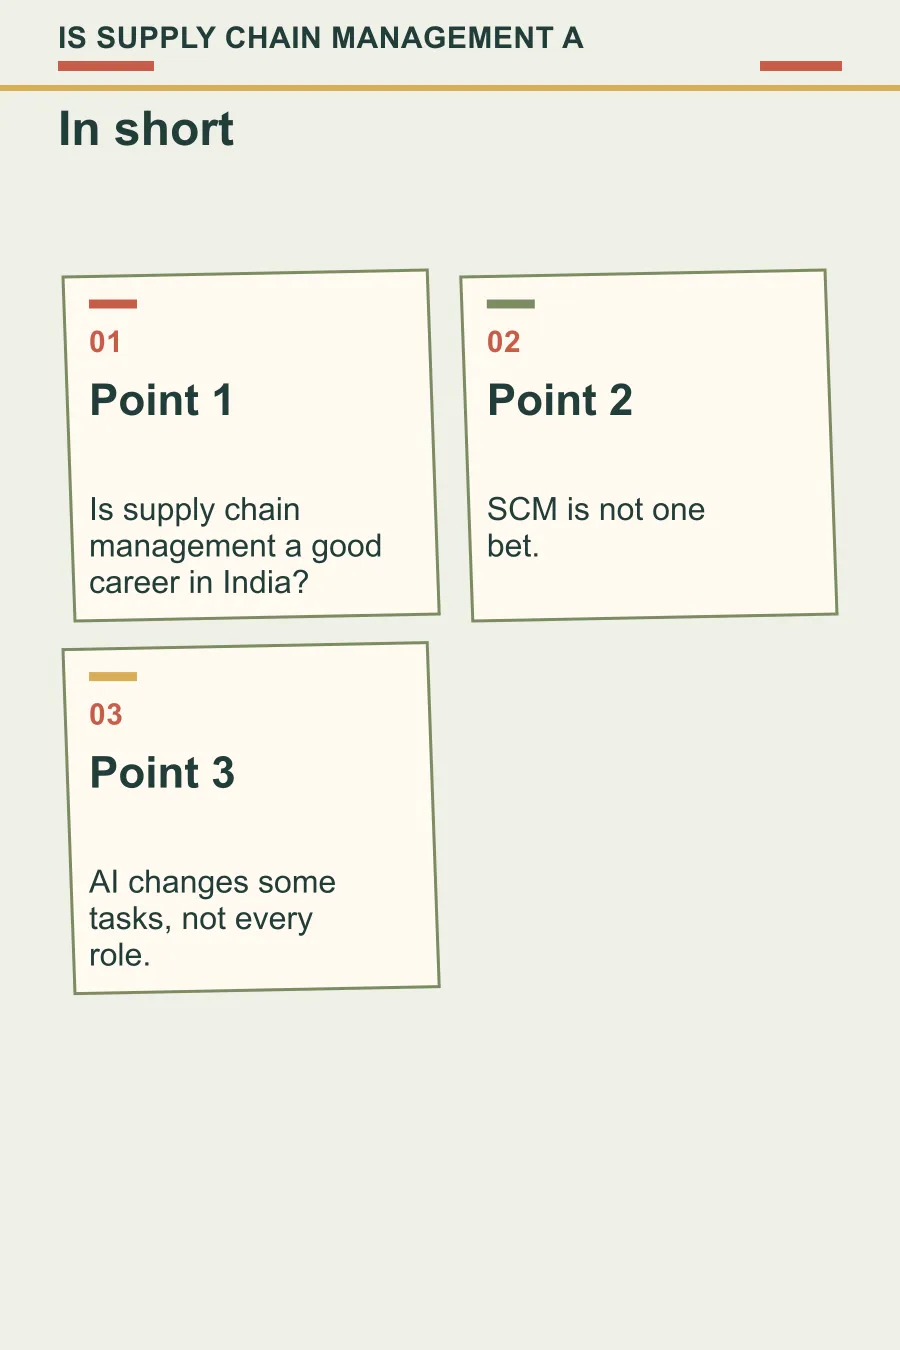 IS SUPPLY CHAIN MANAGEMENT A
In short
01
Point 1
Is supply chain
management a good
career in India?
02
Point 2
SCM is not one
bet.
03
Point 3
AI changes some
tasks, not every
role.